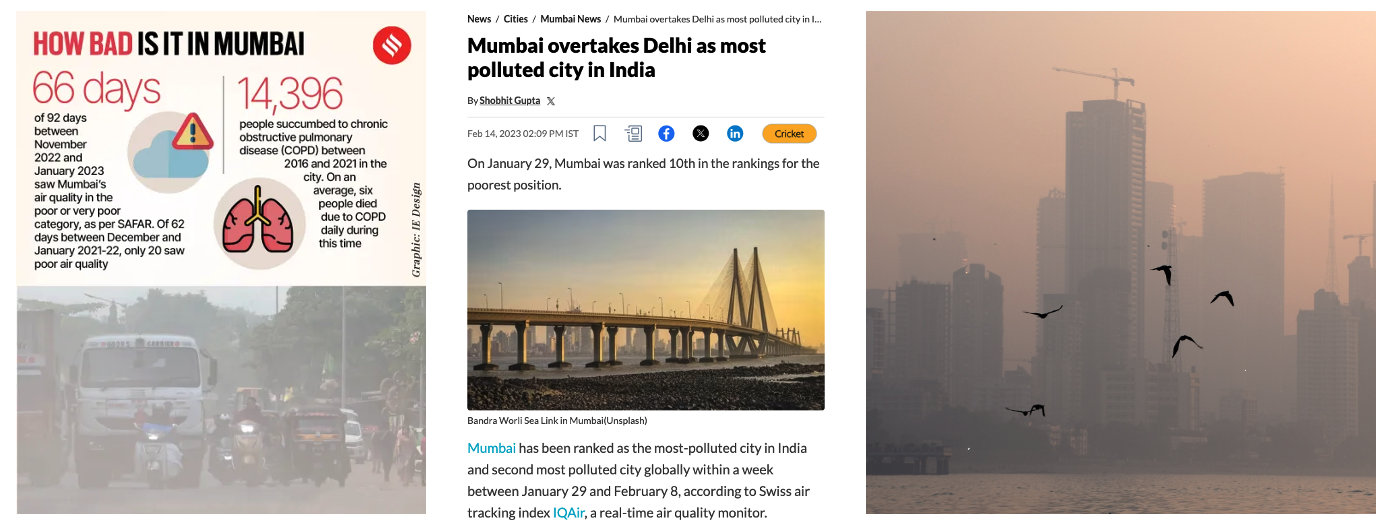 HOW BAD IS IT IN MUMBAI
66 days
of 92 days
between
November
2022 and
January 2023
saw Mumbai's
air quality in the
poor or very poor
category, as per SAFAR. Of 62
days between December and
January 2021-22, only 20 saw
poor air quality
14,396
people succumbed to chronic
obstructive pulmonary
disease (COPD) between
2016 and 2021 in the
city. On an
average, six
people died
due to COPD
daily during
this time
Graphic: IE Design
News / Cities / Mumbai News / Mumbai overtakes Delhi as most polluted city in I...
Mumbai overtakes Delhi as most
polluted city in India
By Shobhit Gupta
Feb 14, 2023 02:09 PM IST
Cricket
On January 29, Mumbai was ranked 10th in the rankings for the
poorest position.
Bandra Worli Sea Link in Mumbai(Unsplash)
Mumbai has been ranked as the most-polluted city in India
and second most polluted city globally within a week
between January 29 and February 8, according to Swiss air
tracking index IQAir, a real-time air quality monitor.